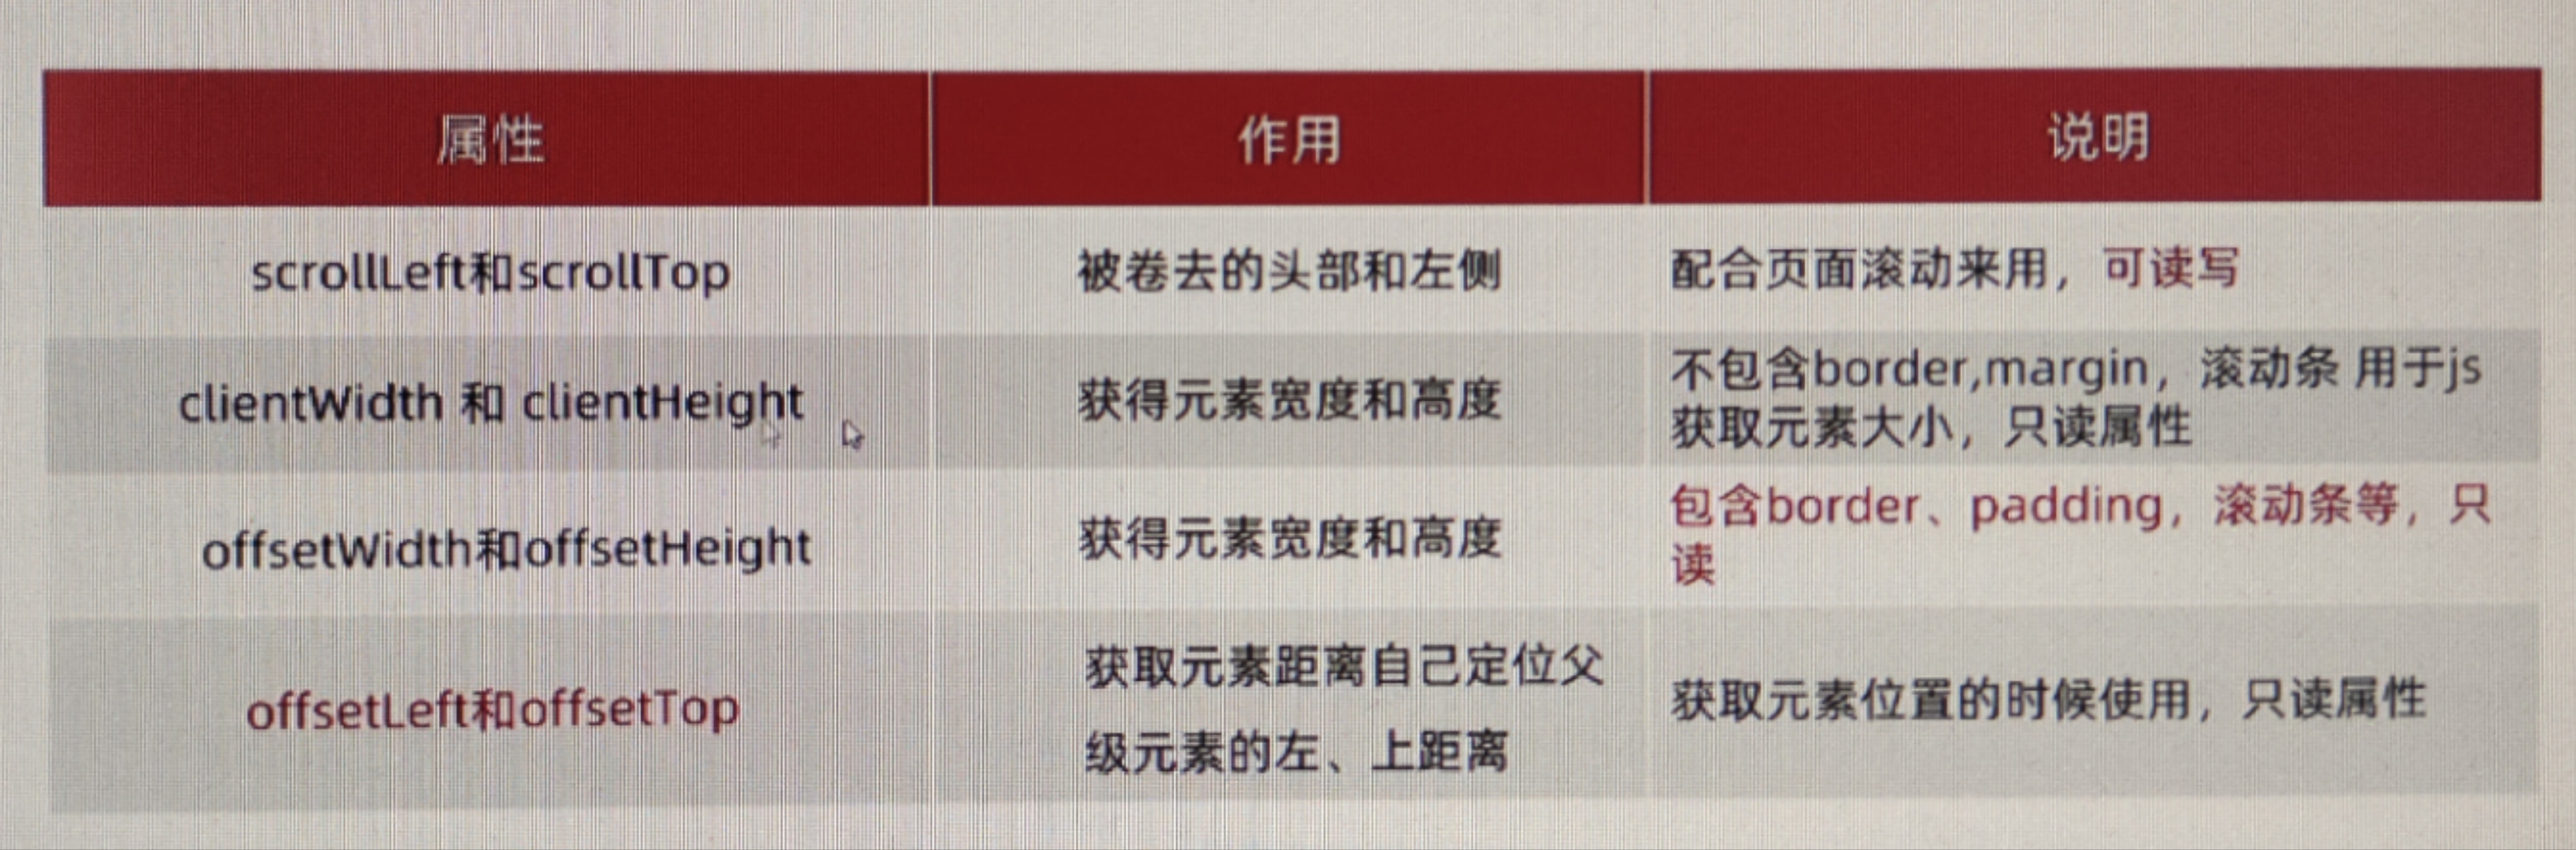 属性
作用
说明
scrollLeft和scrollTop
被卷去的头部和左侧
配合页面滚动来用，可读写
clientWidth 和 clientHeight
获得元素宽度和高度
不包含border,margin，滚动条 用于js
获取元素大小，只读属性
offsetWidth和offsetHeight
获得元素宽度和高度
包含border、padding，滚动条等，只
读
offsetLeft和offsetTop
获取元素距离自己定位父
级元素的左、上距离
获取元素位置的时候使用，只读属性